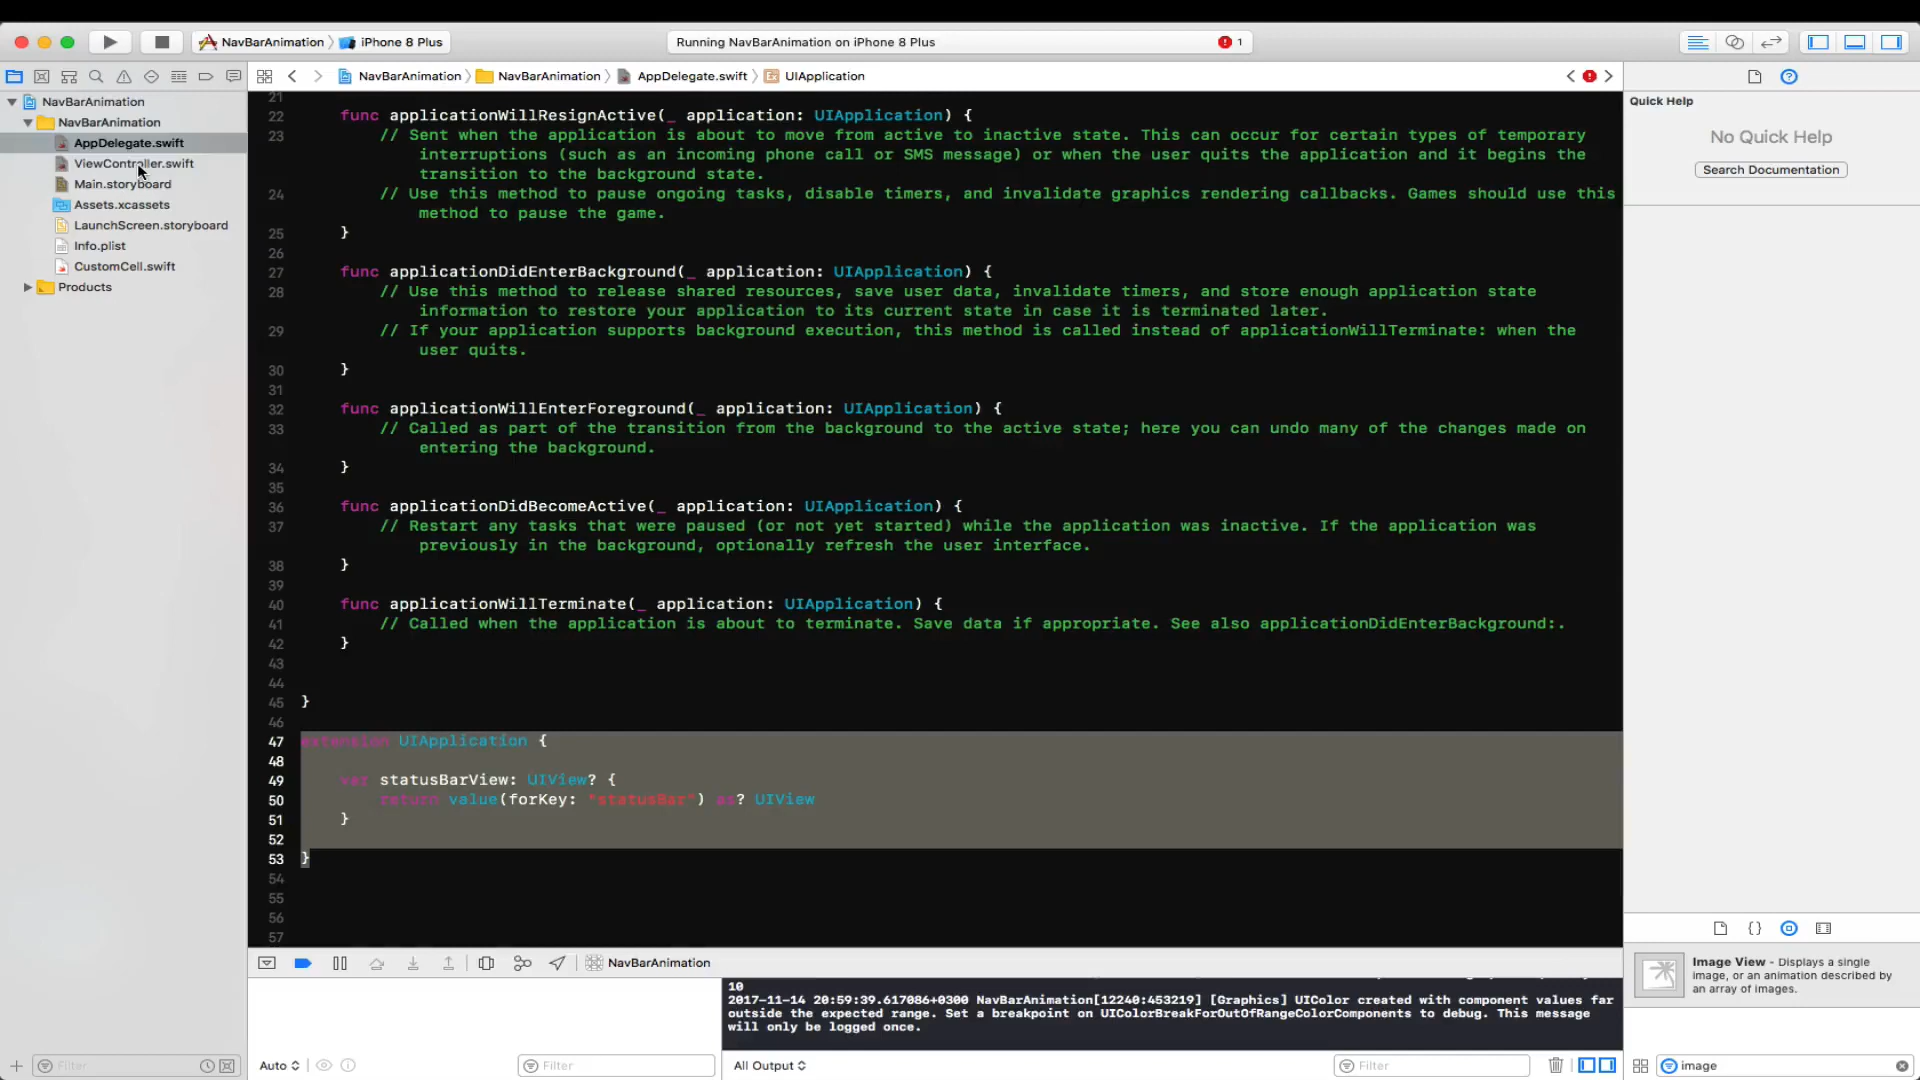 NavBarAnimation
iPhone 8 Plus
Running NavBarAnimation on iPhone 8 Plus
1
NavBarAnimation
NavBarAnimation
AppDelegate.swift
UIApplication
NavBarAnimation
NavBarAnimation
AppDelegate.swift
ViewController.swift
Main.storyboard
Assets.xcassets
LaunchScreen.storyboard
Info.plist
CustomCell.swift
Products
21
22 func applicationWillResignActive(_ application: UIApplication) {
23 // Sent when the application is about to move from active to inactive state. This can occur for certain types of temporary
interruptions (such as an incoming phone call or SMS message) or when the user quits the application and it begins the
transition to the background state.
24 // Use this method to pause ongoing tasks, disable timers, and invalidate graphics rendering callbacks. Games should use this
method to pause the game.
25 }
26
27 func applicationDidEnterBackground(_ application: UIApplication) {
28 // Use this method to release shared resources, save user data, invalidate timers, and store enough application state
information to restore your application to its current state in case it is terminated later.
29 // If your application supports background execution, this method is called instead of applicationWillTerminate: when the
user quits.
30 }
31
32 func applicationWillEnterForeground(_ application: UIApplication) {
33 // Called as part of the transition from the background to the active state; here you can undo many of the changes made on
entering the background.
34 }
35
36 func applicationDidBecomeActive(_ application: UIApplication) {
37 // Restart any tasks that were paused (or not yet started) while the application was inactive. If the application was
previously in the background, optionally refresh the user interface.
38 }
39
40 func applicationWillTerminate(_ application: UIApplication) {
41 // Called when the application is about to terminate. Save data if appropriate. See also applicationDidEnterBackground:.
42 }
43
44
45 }
46
47 extension UIApplication {
48
49 var statusBarView: UIView? {
50 return value(forKey: "statusBar") as? UIView
51 }
52
53 }
54
55
56
57
NavBarAnimation
10
2017-11-14 20:59:39.617086+0300 NavBarAnimation[12240:453219] [Graphics] UIColor created with component values far
outside the expected range. Set a breakpoint on UIColorBreakForOutOfRangeColorComponents to debug. This message
will only be logged once.
Filter
Auto
Filter
All Output
Filter
Quick Help
No Quick Help
Search Documentation
{}
Image View - Displays a single
image, or an animation described by
an array of images.
image